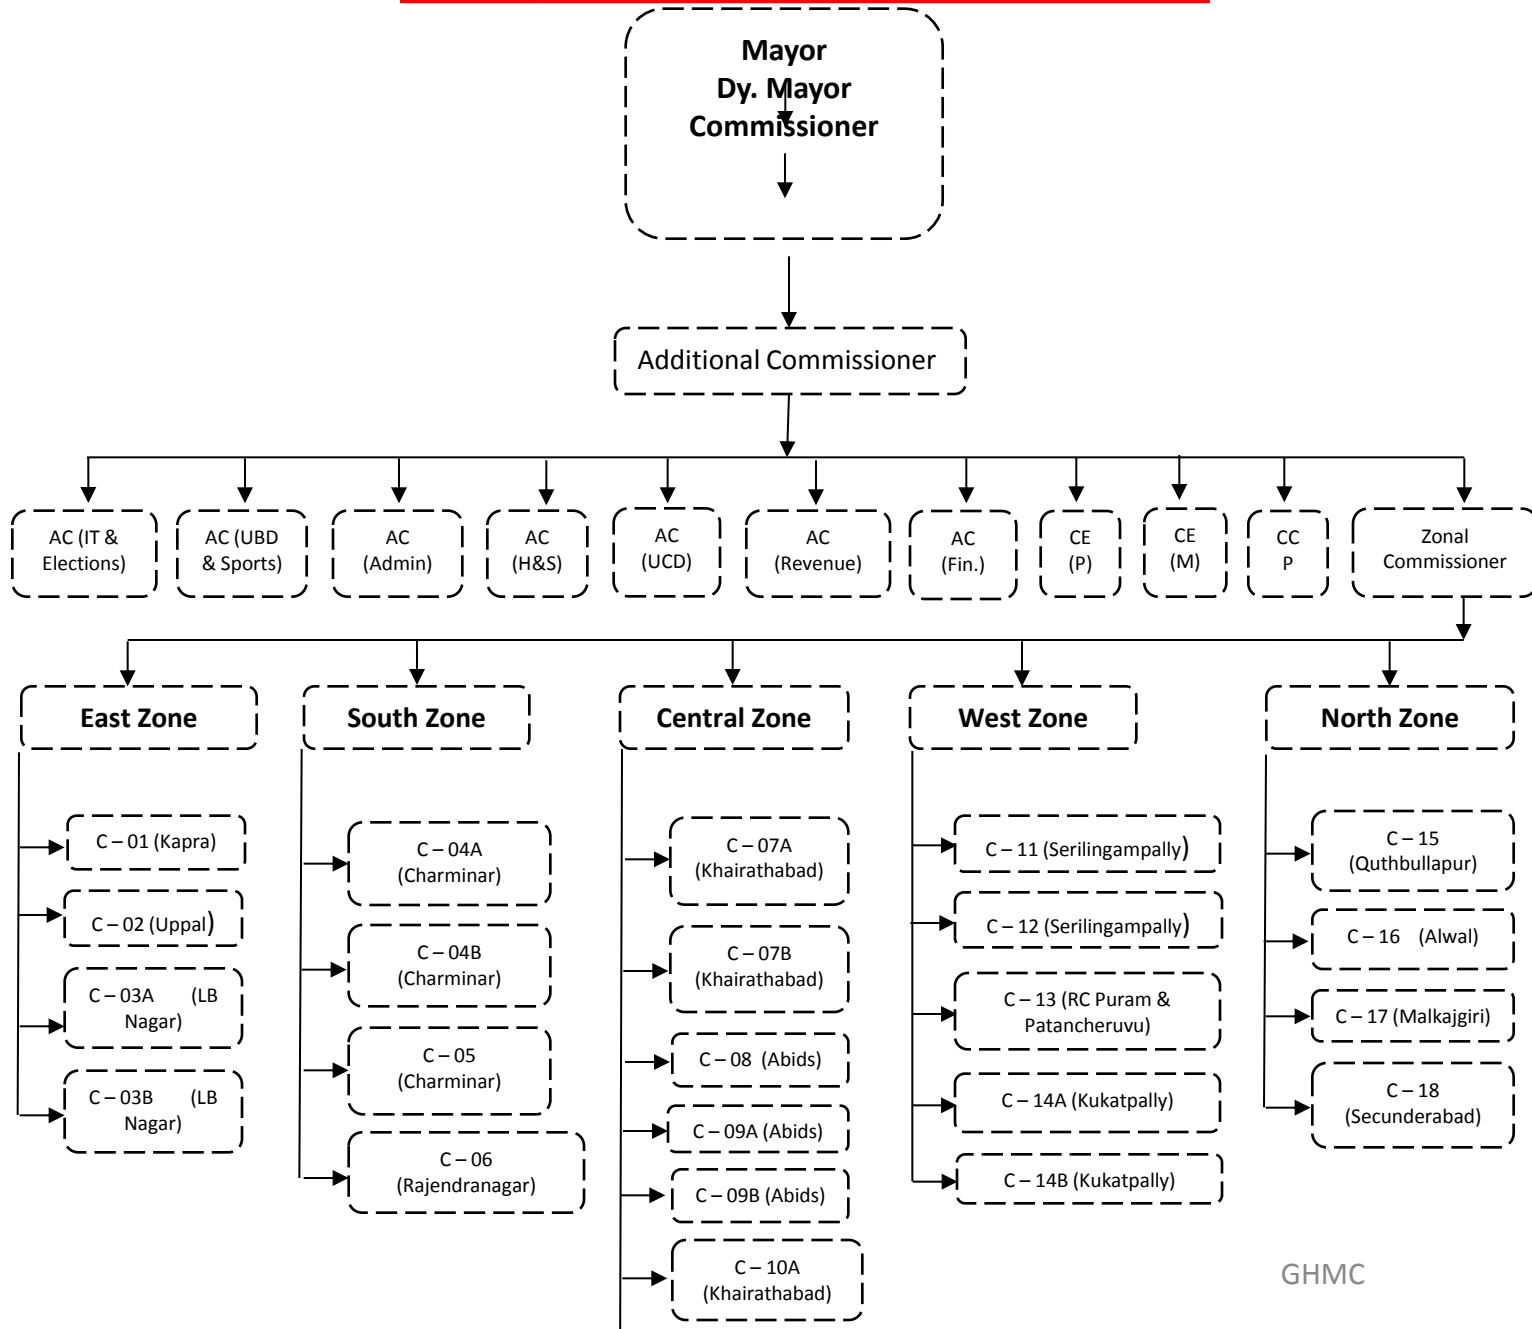 Mayor
Dy. Mayor
Commissioner
Additional Commissioner
AC (IT &
Elections)
AC (UBD
& Sports)
AC
(Admin)
AC
(H&S)
AC
(UCD)
AC
(Revenue)
AC
(Fin.)
CE
(P)
CE
(M)
CC
P
Zonal
Commissioner
East Zone
South Zone
Central Zone
West Zone
North Zone
C – 01 (Kapra)
C – 02 (Uppal)
C – 03A (LB
Nagar)
C – 03B (LB
Nagar)
C – 04A
(Charminar)
C – 04B
(Charminar)
C – 05
(Charminar)
C – 06
(Rajendranagar)
C – 07A
(Khairathabad)
C – 07B
(Khairathabad)
C – 08 (Abids)
C – 09A (Abids)
C – 09B (Abids)
C – 10A
(Khairathabad)
C – 11 (Serilingampally)
C – 12 (Serilingampally)
C – 13 (RC Puram &
Patancheruvu)
C – 14A (Kukatpally)
C – 14B (Kukatpally)
C – 15
(Quthbullapur)
C – 16 (Alwal)
C – 17 (Malkajgiri)
C – 18
(Secunderabad)
GHMC